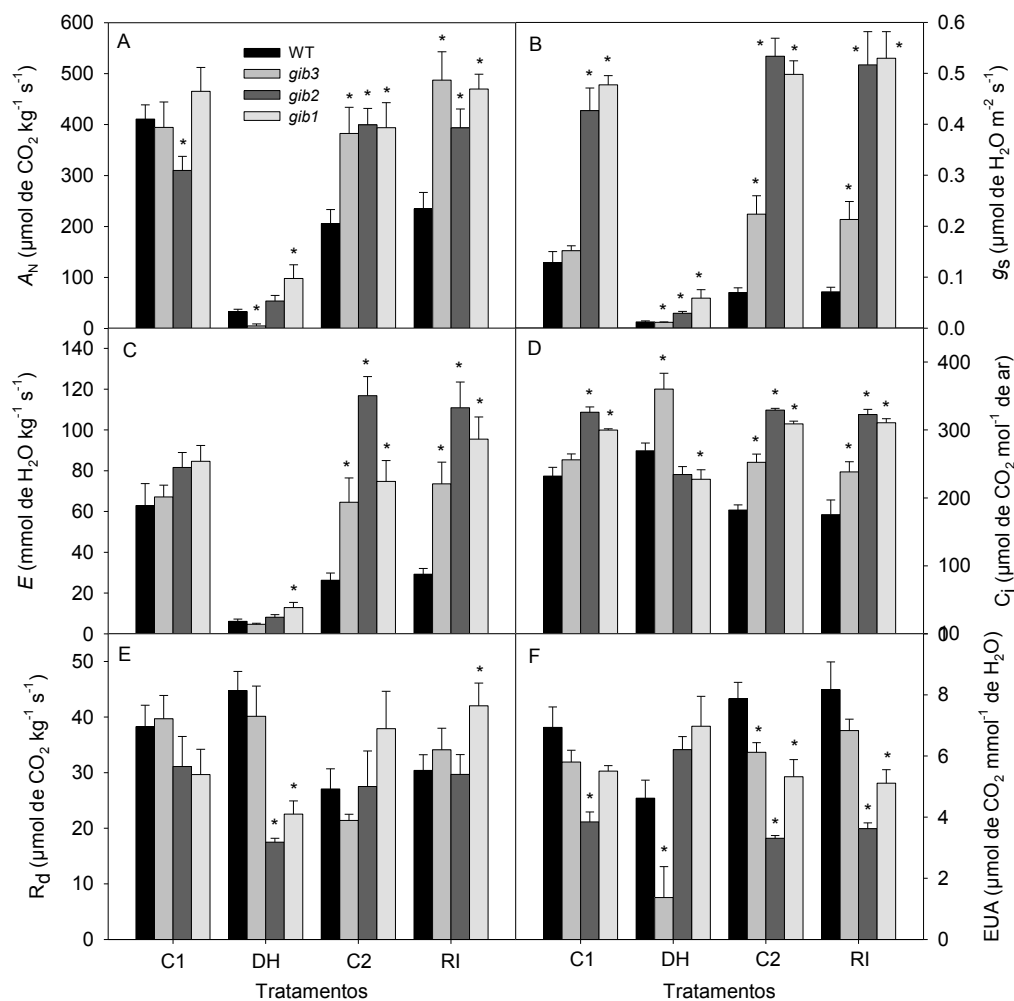 A
WT
gib3
gib2
gib1
A_N (µmol de CO₂ kg⁻¹ s⁻¹)
600
500
400
300
200
100
0
* * * * * * * * *
B
g_s (µmol de H₂O m⁻² s⁻¹)
0.6
0.5
0.4
0.3
0.2
0.1
0.0
* * * * * * * * * * *
C
E (mmol de H₂O kg⁻¹ s⁻¹)
140
120
100
80
60
40
20
0
* * * * * * *
D
C_i (µmol de CO₂ mol⁻¹ de ar)
400
300
200
100
0
* * * * * * * * * *
E
R_d (µmol de CO₂ kg⁻¹ s⁻¹)
50
40
30
20
10
0
* * *
F
EUA (µmol de CO₂ mmol⁻¹ de H₂O)
10
8
6
4
2
0
* * * * * * *
C1 DH C2 RI
Tratamentos
C1 DH C2 RI
Tratamentos